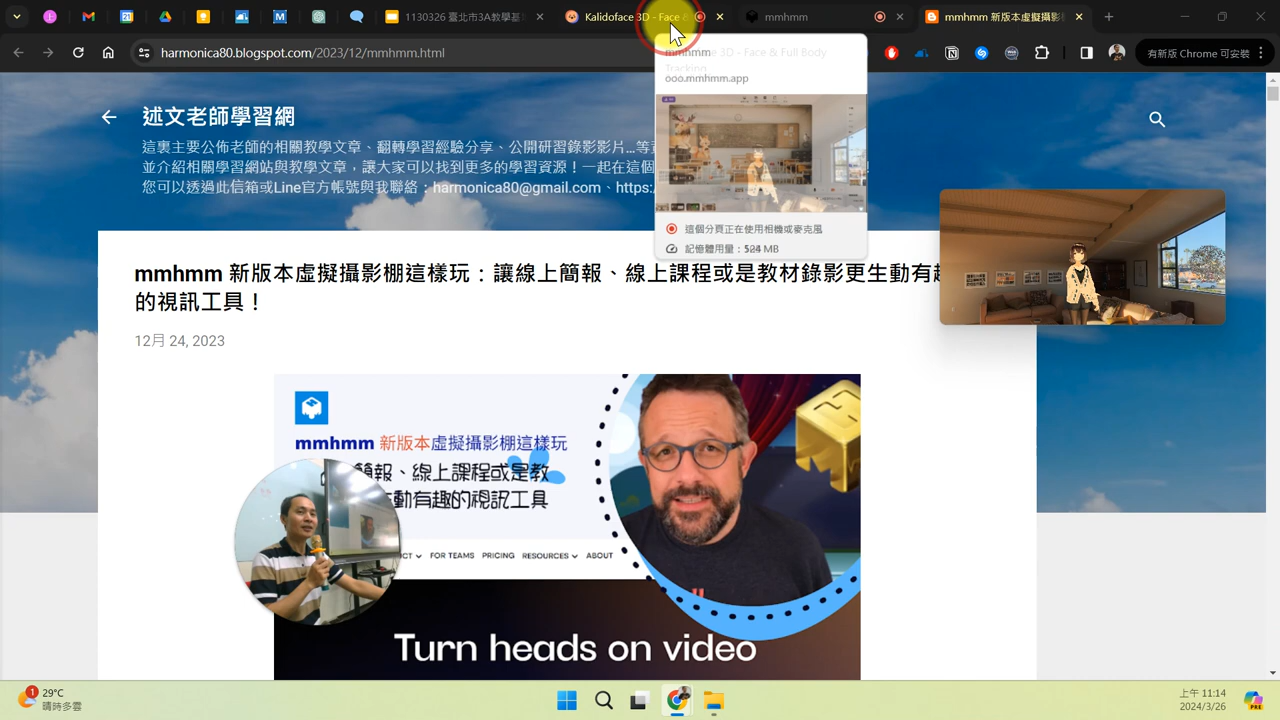 1130326 臺北市3A教學基
Kalidoface 3D - Face &
mmhmm
mmhmm 新版本虛擬攝影
harmonica80.blogspot.com/2023/12/mmhmm.html
有新版 Chrome 可安裝
mmhmm
ooo.mmhmm.app
這個分頁正在使用相機或麥克風
記憶體用量：
MB
述文老師學習網
這裏主要公佈老師的相關教學文章、翻轉學習經驗分享、公開研習錄影影片...等
並介紹相關學習網站與教學文章，讓大家可以找到更多的學習資源！一起在這個
您可以透過此信箱或Line官方帳號與我聯絡：harmonica80@gmail.com、https:/
mmhmm 新版本虛擬攝影棚這樣玩：讓線上簡報、線上課程或是教材錄影更生動有
的視訊工具！
12月 24, 2023
mmhmm 新版本虛擬攝影棚這樣玩
簡報、線上課程或是教
動有趣的視訊工具
CT
FOR TEAMS
PRICING
RESOURCES
ABOUT
Turn heads on video
1
29°C
晴時多雲
上午 11:14
2024/3/26
PRE